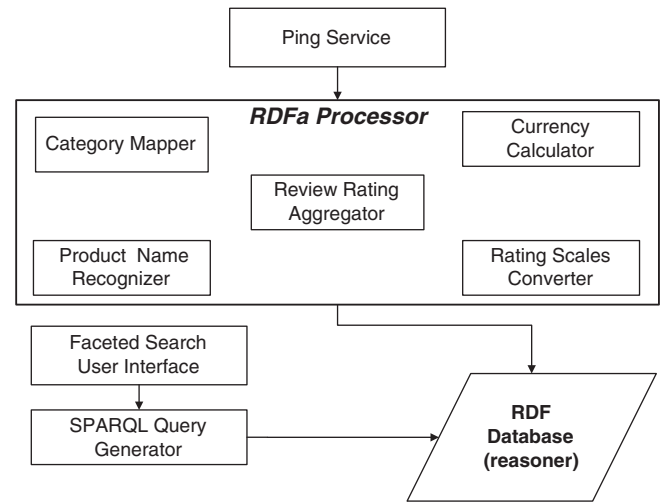 Ping Service
RDFa Processor
Category Mapper
Currency
Calculator
Review Rating
Aggregator
Product Name
Recognizer
Rating Scales
Converter
Faceted Search
User Interface
SPARQL Query
Generator
RDF
Database
(reasoner)